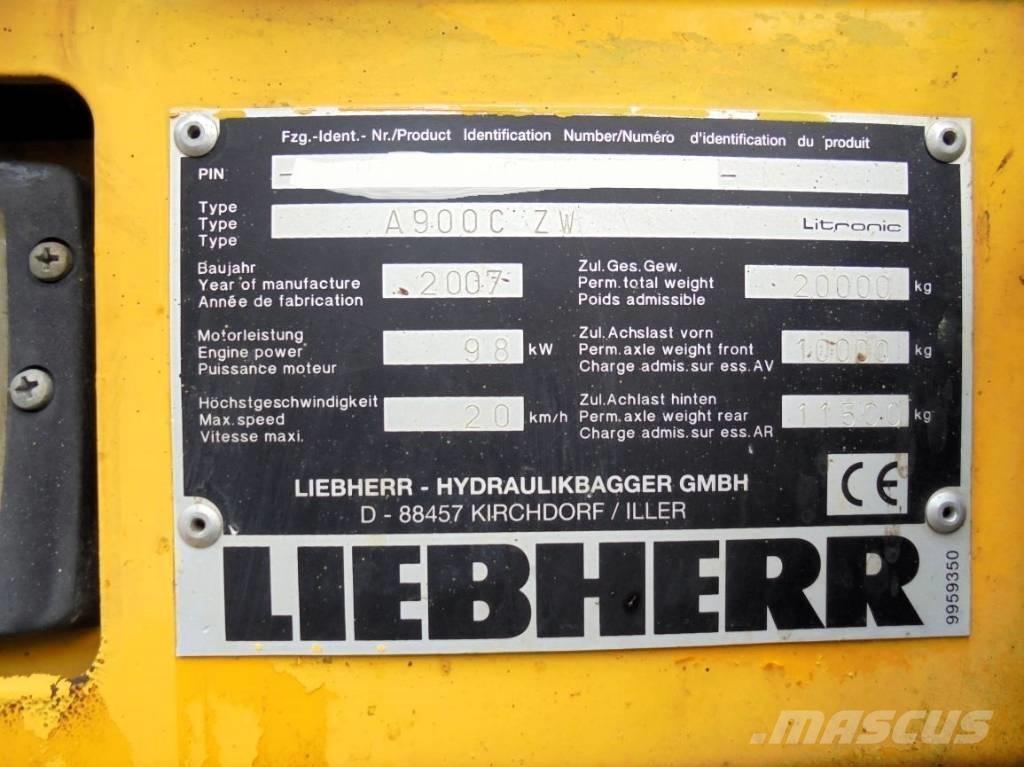 Fzg.-Ident.- Nr./Product Identification Number/Numéro d'identification du produit
PIN - -
Type
Type A900C ZW Litronic
Type
Baujahr
Year of manufacture 2007
Année de fabrication
Zul.Ges.Gew.
Perm.total weight 20000 kg
Poids admissible
Motorleistung
Engine power 98 kW
Puissance moteur
Zul.Achslast vorn
Perm.axle weight front 10000 kg
Charge admis.sur ess.AV
Höchstgeschwindigkeit
Max.speed 20 km/h
Vitesse maxi.
Zul.Achlast hinten
Perm.axle weight rear 11500 kg
Charge admis.sur ess.AR
LIEBHERR - HYDRAULIKBAGGER GMBH
D - 88457 KIRCHDORF / ILLER
CE
LIEBHERR
9959350
MASCUS